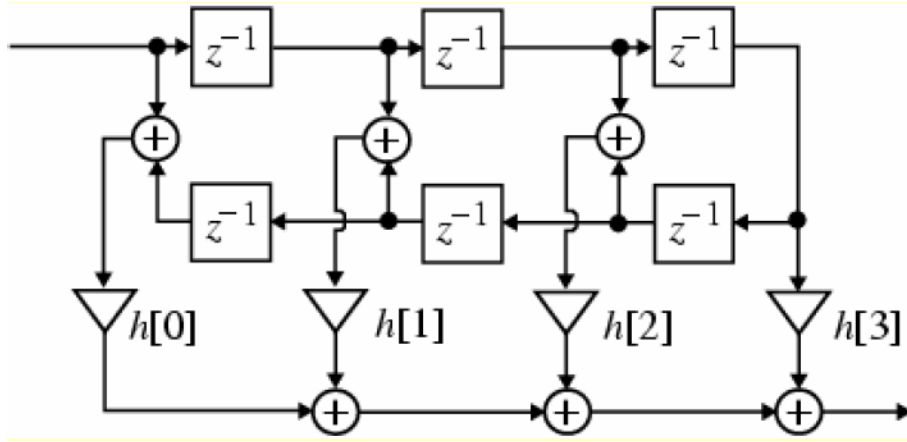 z⁻¹ z⁻¹ z⁻¹
+ + +
z⁻¹ z⁻¹ z⁻¹
h[0] h[1] h[2] h[3]
+ + +